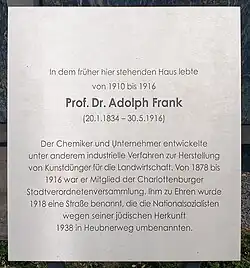 In dem früher hier stehenden Haus lebte
von 1910 bis 1916
Prof. Dr. Adolph Frank
(20.1.1834 – 30.5.1916)
Der Chemiker und Unternehmer entwickelte
unter anderem industrielle Verfahren zur Herstellung
von Kunstdünger für die Landwirtschaft. Von 1878 bis
1916 war er Mitglied der Charlottenburger
Stadtverordnetenversammlung. Ihm zu Ehren wurde
1918 eine Straße benannt, die die Nationalsozialisten
wegen seiner jüdischen Herkunft
1938 in Heubnerweg umbenannten.